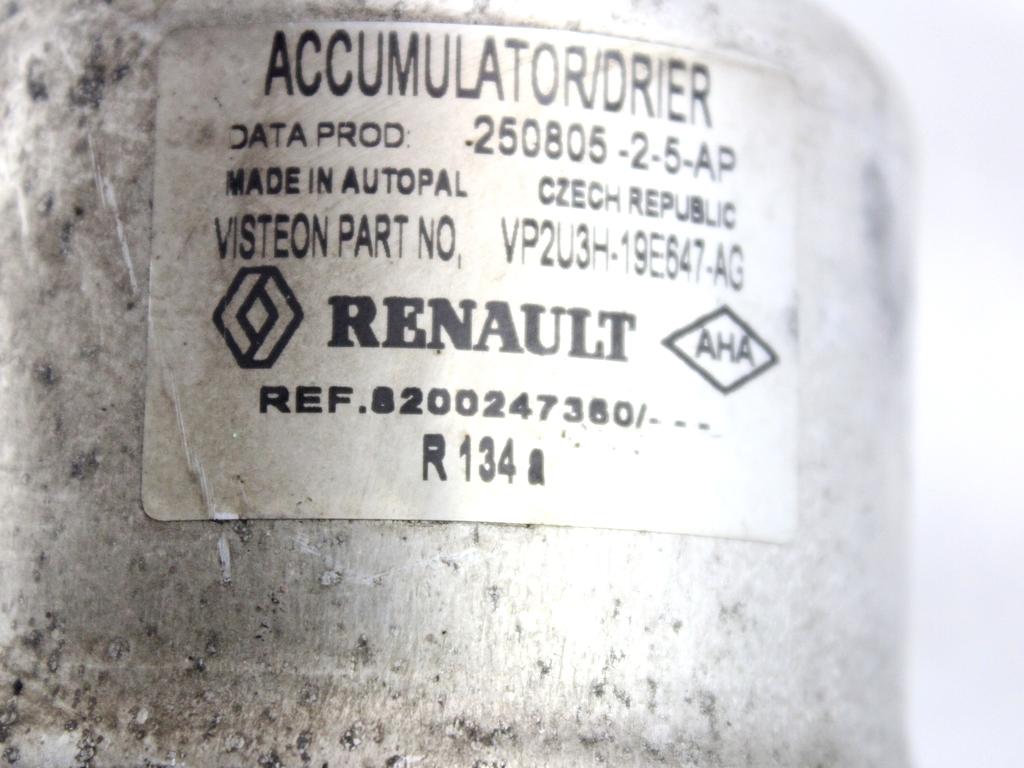 ACCUMULATOR/DRIER
DATA PROD: -250805-2-5-AP
MADE IN AUTOPAL CZECH REPUBLIC
VISTEON PART NO, VP2U3H-19E647-AG
RENAULT AHA
REF.8200247360/---
R 134 a